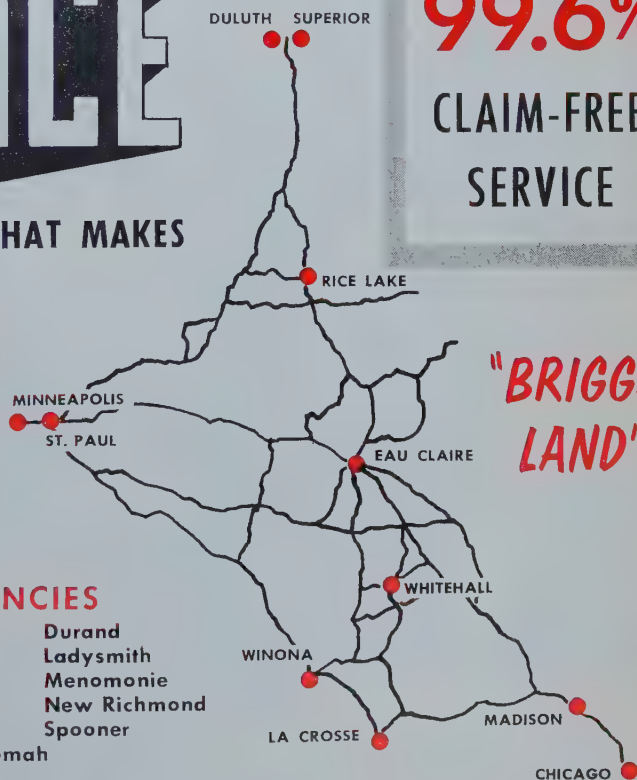 DULUTH SUPERIOR
99.6%
CLAIM-FREE
SERVICE
HAT MAKES
RICE LAKE
"BRIGG
LAND"
MINNEAPOLIS
ST. PAUL
EAU CLAIRE
WHITEHALL
NCIES
Durand
Ladysmith
Menomonie
New Richmond
Spooner
mah
WINONA
LA CROSSE
MADISON
CHICAGO